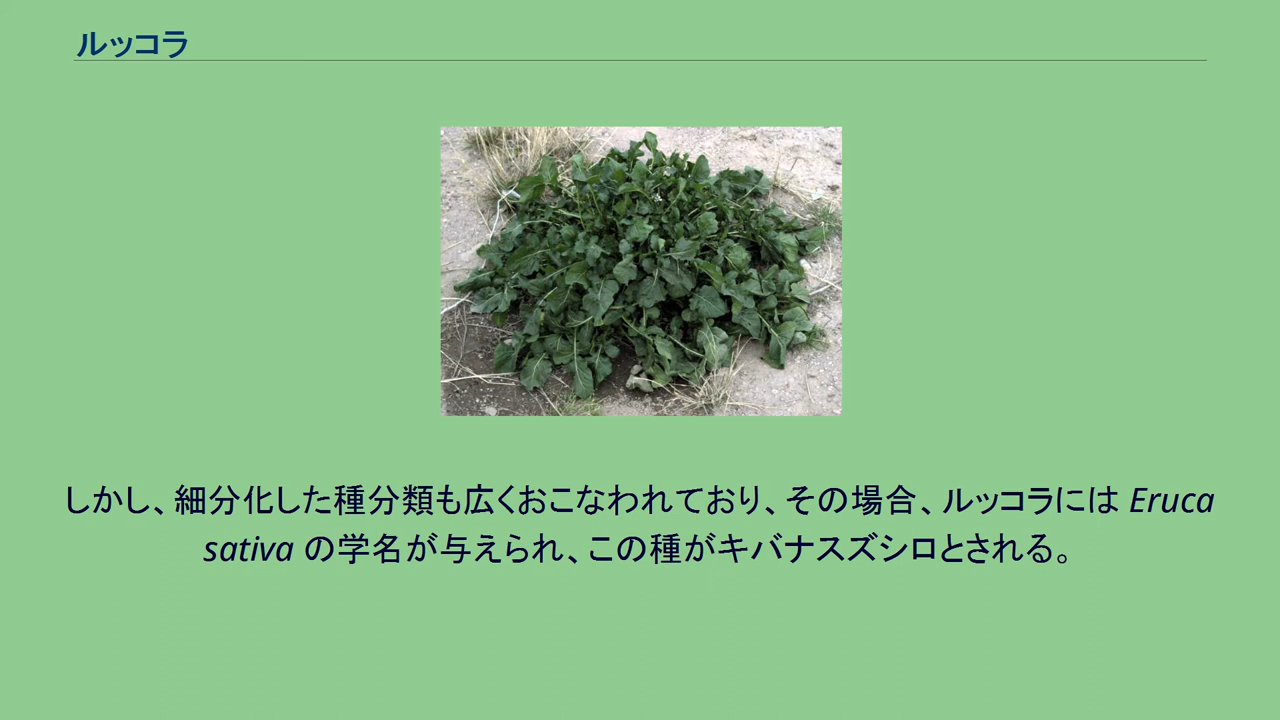 ルッコラ
しかし、細分化した種分類も広くおこなわれており、その場合、ルッコラには Eruca
sativa の学名が与えられ、この種がキバナスズシロとされる。